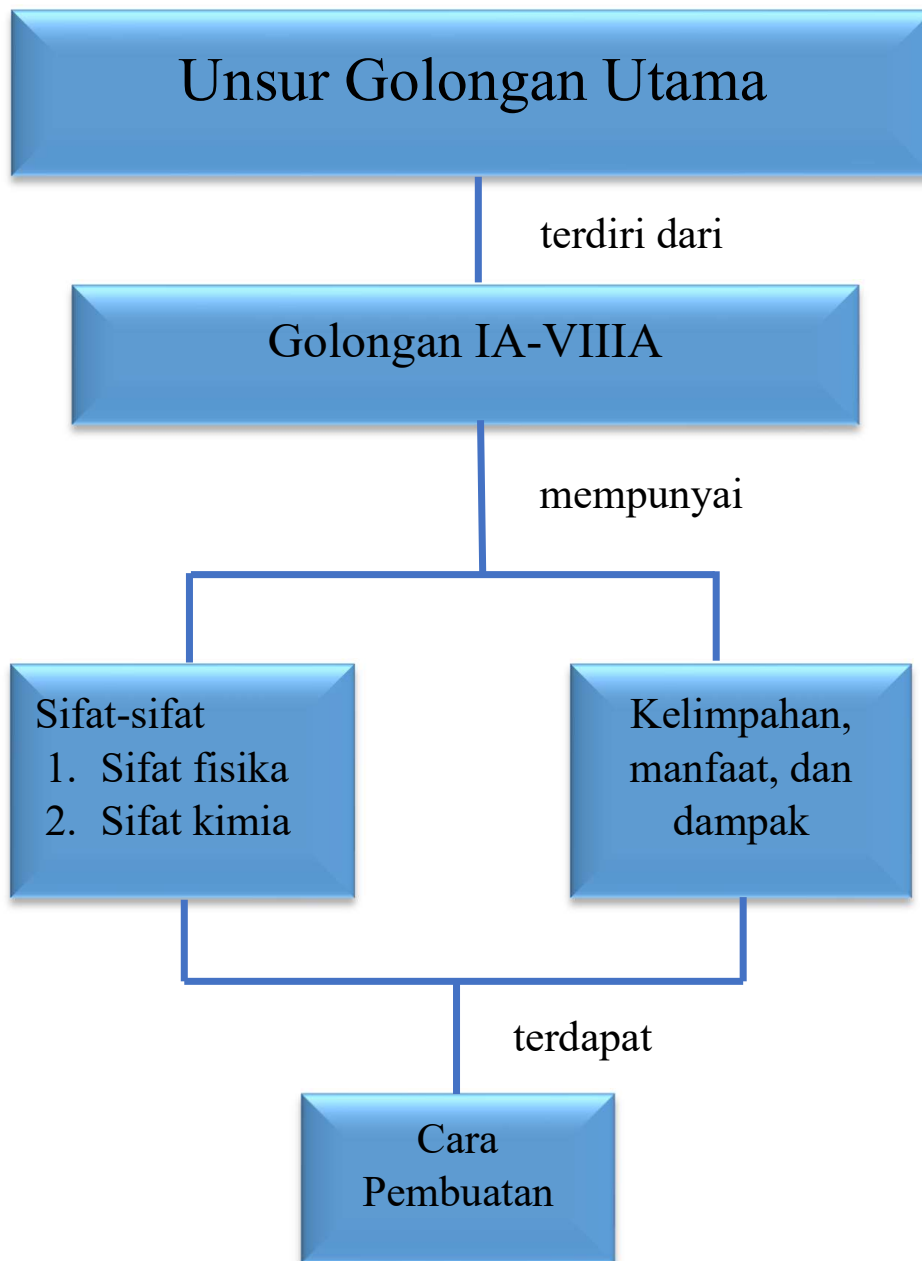 Unsur Golongan Utama
terdiri dari
Golongan IA-VIIIA
mempunyai
Sifat-sifat
1. Sifat fisika
2. Sifat kimia
Kelimpahan,
manfaat, dan
dampak
terdapat
Cara
Pembuatan